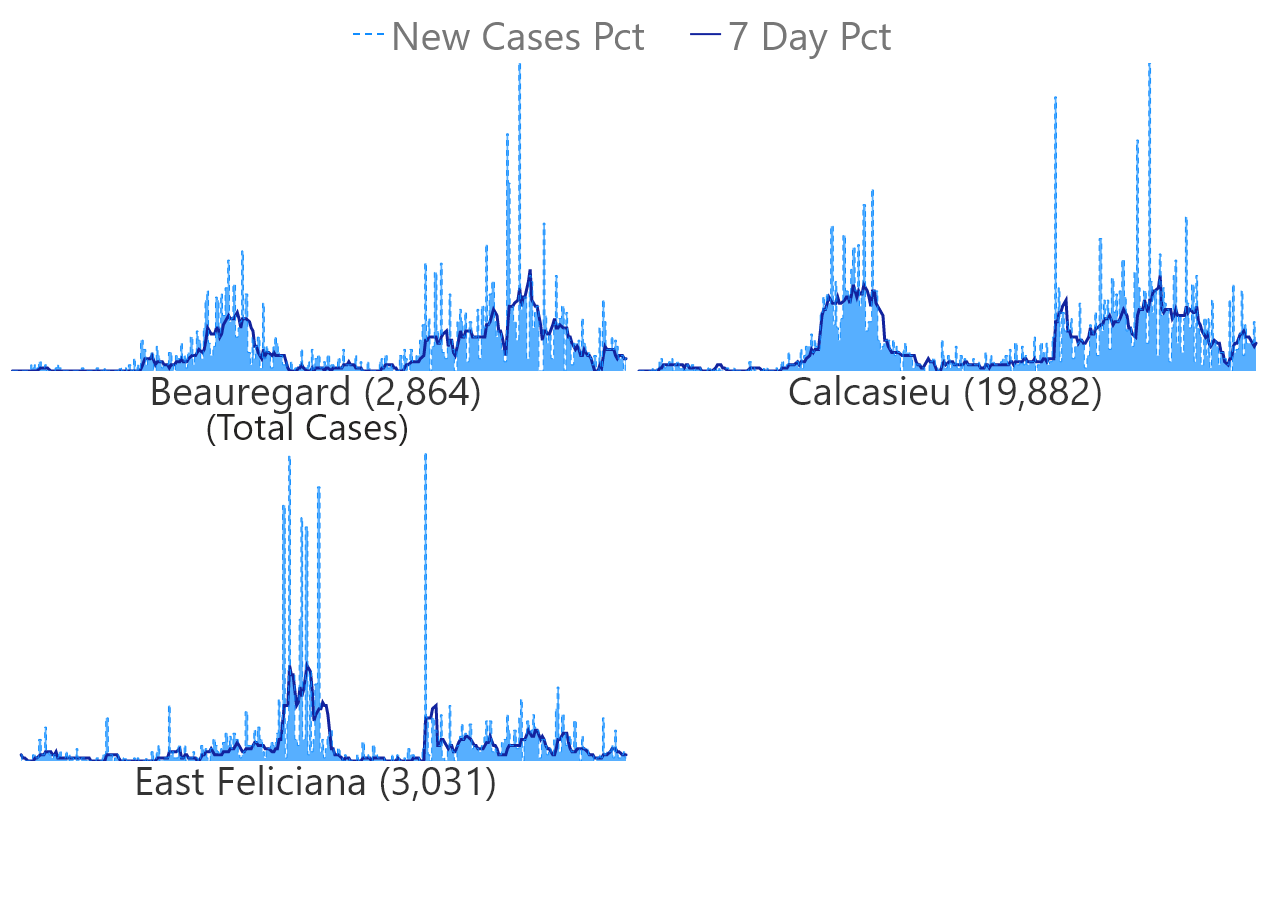 New Cases Pct 7 Day Pct
Beauregard (2,864)
(Total Cases)
Calcasieu (19,882)
East Feliciana (3,031)